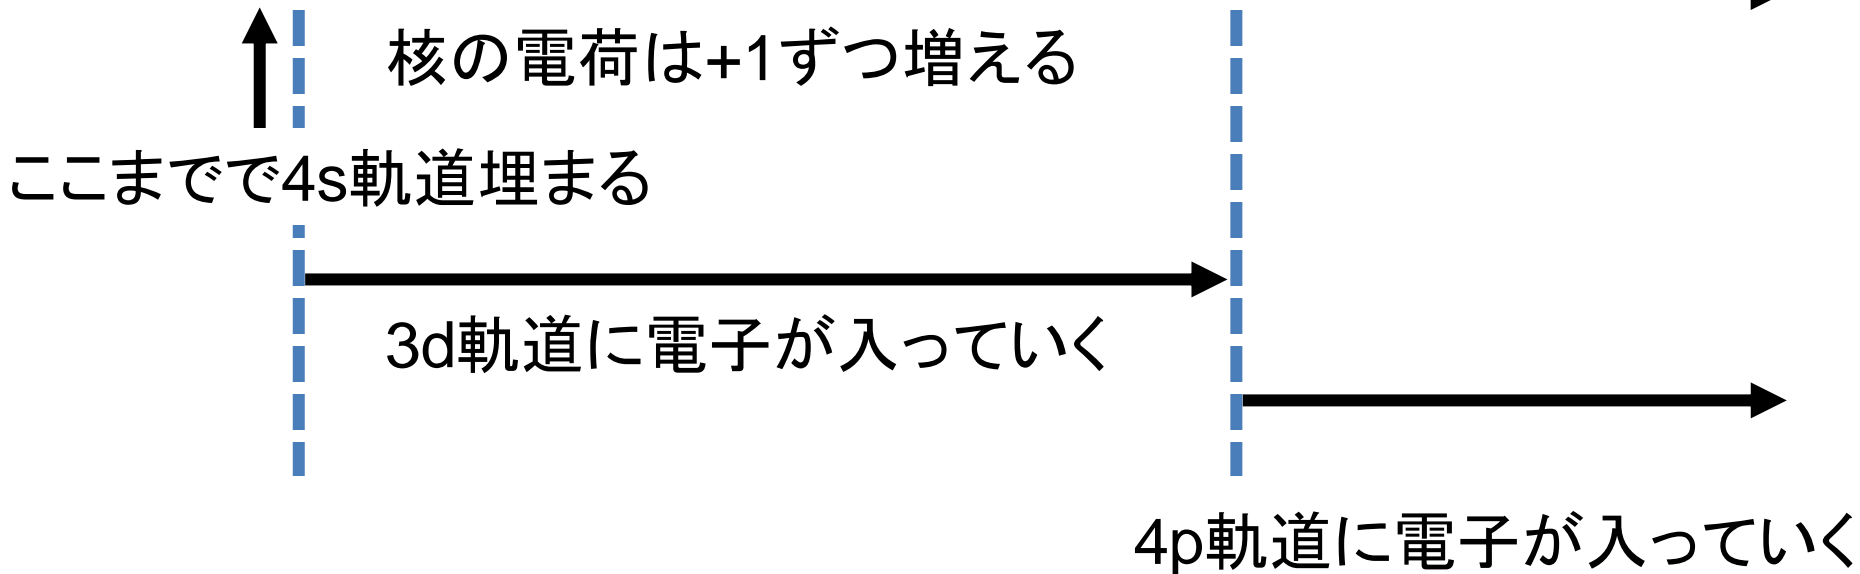 核の電荷は+1ずつ増える
ここまでで4s軌道埋まる
3d軌道に電子が入っていく
4p軌道に電子が入っていく